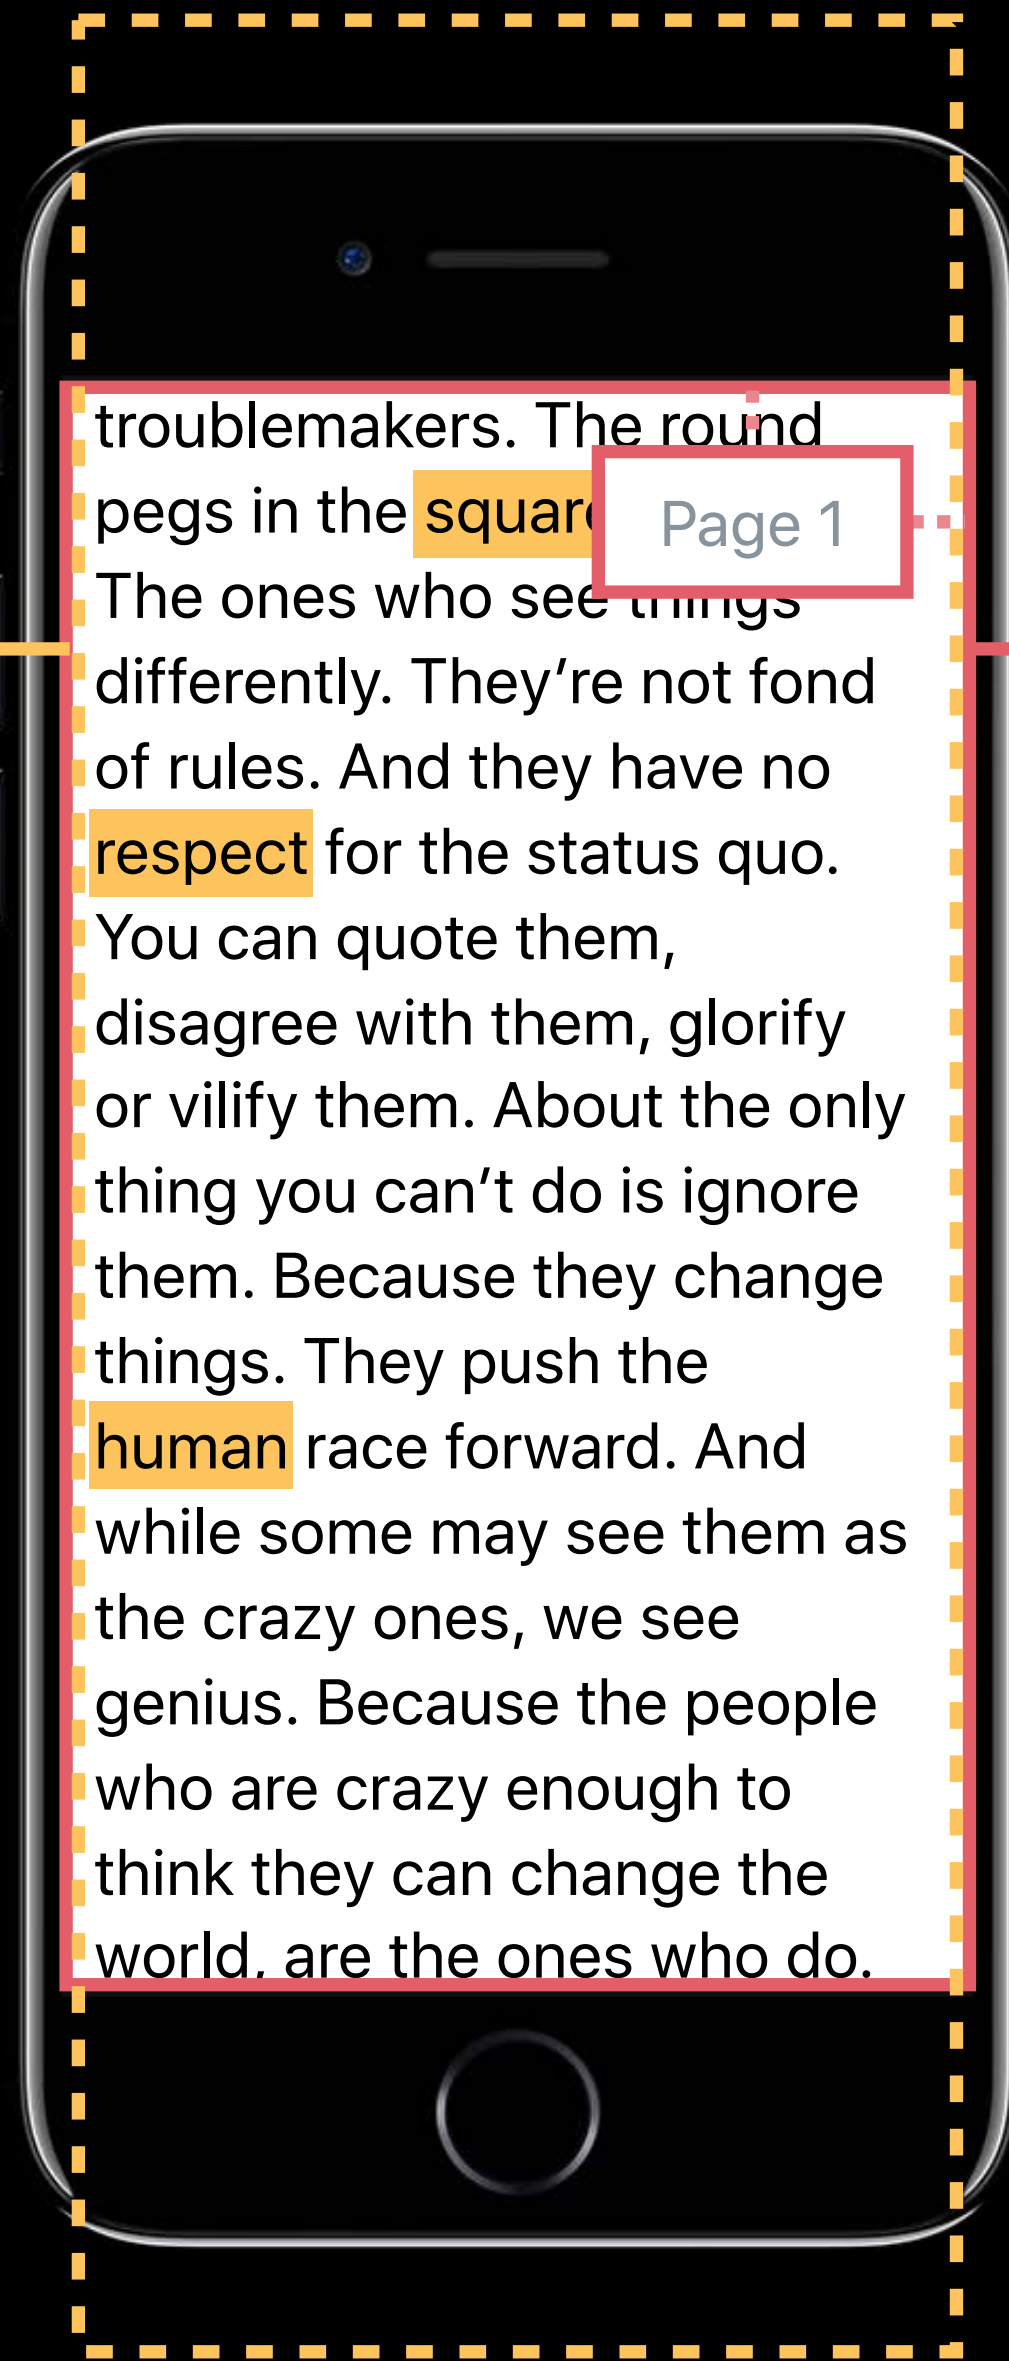 troublemakers. The round
pegs in the square
Page 1
The ones who see things
differently. They’re not fond
of rules. And they have no
respect for the status quo.
You can quote them,
disagree with them, glorify
or vilify them. About the only
thing you can’t do is ignore
them. Because they change
things. They push the
human race forward. And
while some may see them as
the crazy ones, we see
genius. Because the people
who are crazy enough to
think they can change the
world, are the ones who do.